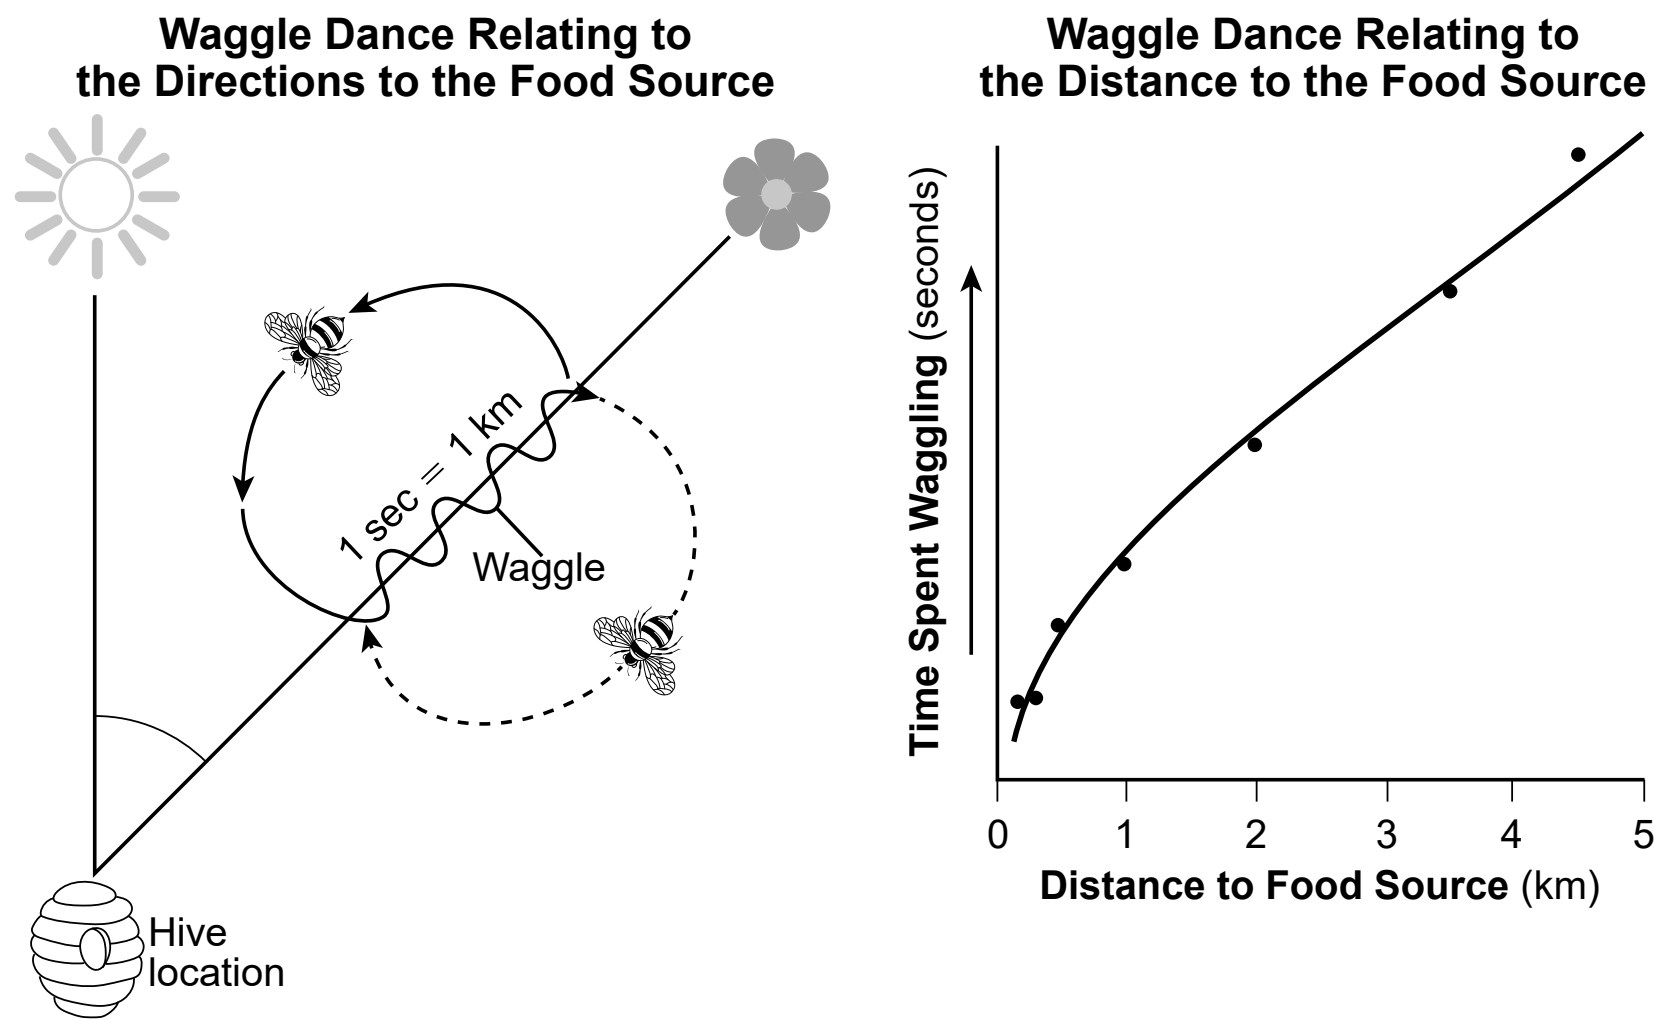 Waggle Dance Relating to
the Directions to the Food Source
1 sec = 1 km
Waggle
Hive
location
Waggle Dance Relating to
the Distance to the Food Source
Time Spent Waggling (seconds)
0 1 2 3 4 5
Distance to Food Source (km)